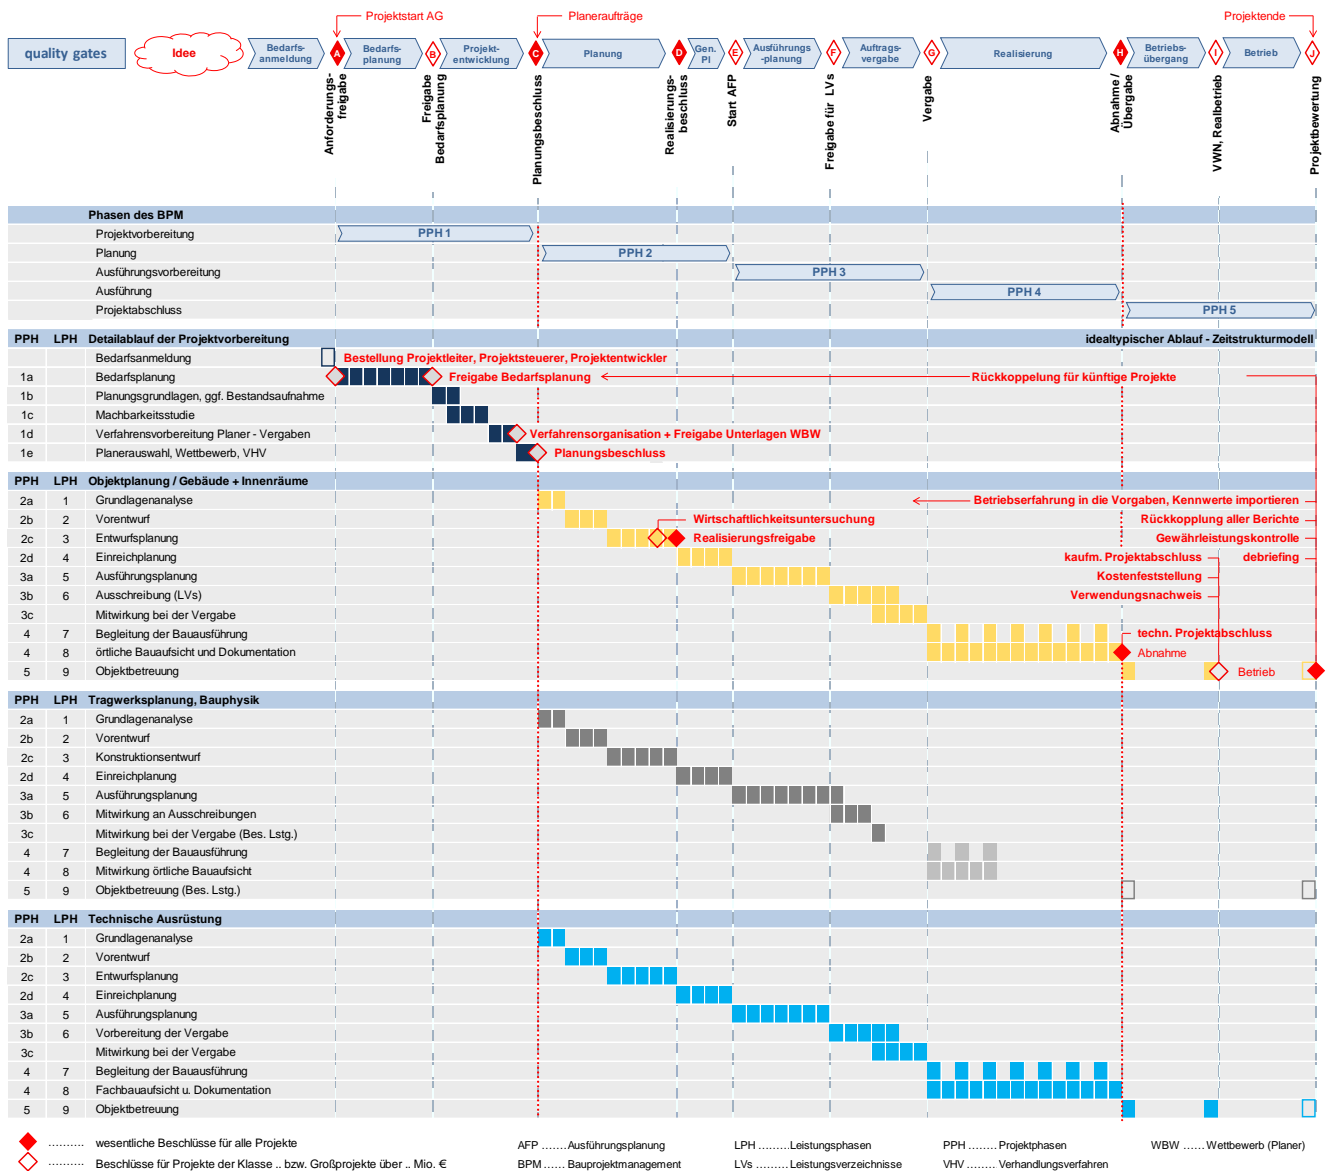 Projektstart AG
Planeraufträge
Projektende
quality gates
Idee
Bedarfs-
anmeldung
A
Bedarfs-
planung
B
Projekt-
entwicklung
C
Planung
D
Gen.
Pl
E
Ausführungs
-planung
F
Auftrags-
vergabe
G
Realisierung
H
Betriebs-
übergang
I
Betrieb
J
Anforderungs-
freigabe
Freigabe
Bedarfsplanung
Planungsbeschluss
Realisierungs-
beschluss
Start AFP
Freigabe für LVs
Vergabe
Abnahme /
Übergabe
VWN, Realbetrieb
Projektbewertung
Phasen des BPM
Projektvorbereitung PPH 1
Planung PPH 2
Ausführungsvorbereitung PPH 3
Ausführung PPH 4
Projektabschluss PPH 5
PPH LPH Detailablauf der Projektvorbereitung idealtypischer Ablauf - Zeitstrukturmodell
Bedarfsanmeldung Bestellung Projektleiter, Projektsteuerer, Projektentwickler
1a Bedarfsplanung Freigabe Bedarfsplanung Rückkoppelung für künftige Projekte
1b Planungsgrundlagen, ggf. Bestandsaufnahme
1c Machbarkeitsstudie
1d Verfahrensvorbereitung Planer - Vergaben Verfahrensorganisation + Freigabe Unterlagen WBW
1e Planerauswahl, Wettbewerb, VHV Planungsbeschluss
PPH LPH Objektplanung / Gebäude + Innenräume
2a 1 Grundlagenanalyse Betriebserfahrung in die Vorgaben, Kennwerte importieren
2b 2 Vorentwurf Wirtschaftlichkeitsuntersuchung Rückkopplung aller Berichte
2c 3 Entwurfsplanung Realisierungsfreigabe Gewährleistungskontrolle
2d 4 Einreichplanung kaufm. Projektabschluss debriefing
3a 5 Ausführungsplanung Kostenfeststellung
3b 6 Ausschreibung (LVs) Verwendungsnachweis
3c Mitwirkung bei der Vergabe
4 7 Begleitung der Bauausführung techn. Projektabschluss
4 8 örtliche Bauaufsicht und Dokumentation Abnahme
5 9 Objektbetreuung Betrieb
PPH LPH Tragwerksplanung, Bauphysik
2a 1 Grundlagenanalyse
2b 2 Vorentwurf
2c 3 Konstruktionsentwurf
2d 4 Einreichplanung
3a 5 Ausführungsplanung
3b 6 Mitwirkung an Ausschreibungen
3c Mitwirkung bei der Vergabe (Bes. Lstg.)
4 7 Begleitung der Bauausführung
4 8 Mitwirkung örtliche Bauaufsicht
5 9 Objektbetreuung (Bes. Lstg.)
PPH LPH Technische Ausrüstung
2a 1 Grundlagenanalyse
2b 2 Vorentwurf
2c 3 Entwurfsplanung
2d 4 Einreichplanung
3a 5 Ausführungsplanung
3b 6 Vorbereitung der Vergabe
3c Mitwirkung bei der Vergabe
4 7 Begleitung der Bauausführung
4 8 Fachbauaufsicht u. Dokumentation
5 9 Objektbetreuung
.......... wesentliche Beschlüsse für alle Projekte AFP ......Ausführungsplanung LPH ........Leistungsphasen PPH ....... Projektphasen WBW ......Wettbewerb (Planer)
.......... Beschlüsse für Projekte der Klasse .. bzw. Großprojekte über .. Mio. € BPM ...... Bauprojektmanagement LVs .........Leistungsverzeichnisse VHV ........ Verhandlungsverfahren